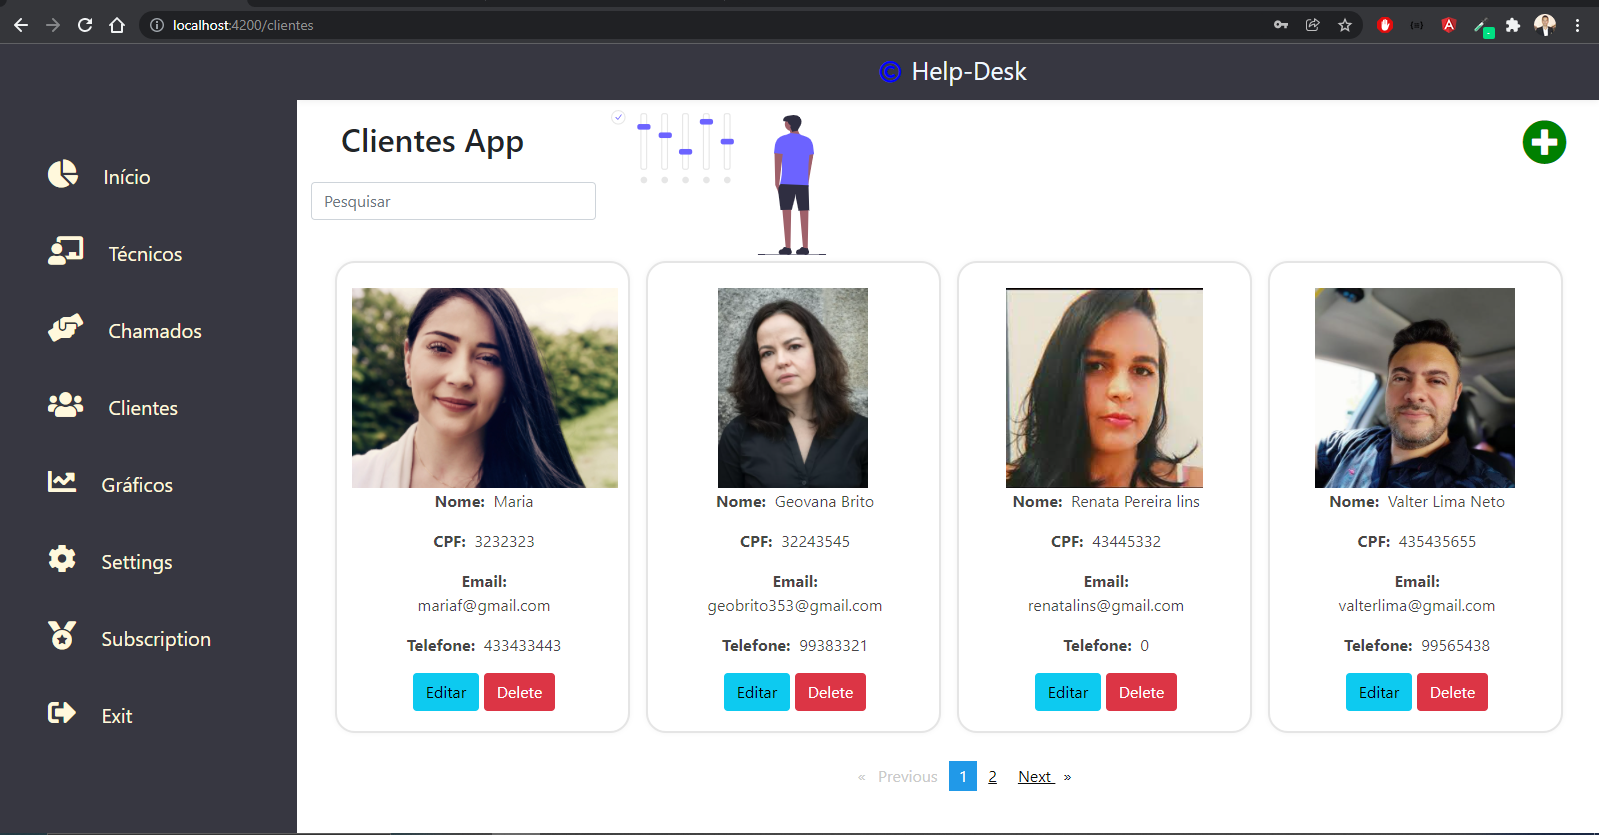 localhost:4200/clientes
© Help-Desk
Clientes App
Pesquisar
Início
Técnicos
Chamados
Clientes
Gráficos
Settings
Subscription
Exit
Nome: Maria
CPF: 3232323
Email:
mariaf@gmail.com
Telefone: 433433443
Editar Delete
Nome: Geovana Brito
CPF: 32243545
Email:
geobrito353@gmail.com
Telefone: 99383321
Editar Delete
Nome: Renata Pereira lins
CPF: 43445332
Email:
renatalins@gmail.com
Telefone: 0
Editar Delete
Nome: Valter Lima Neto
CPF: 435435655
Email:
valterlima@gmail.com
Telefone: 99565438
Editar Delete
« Previous 1 2 Next »